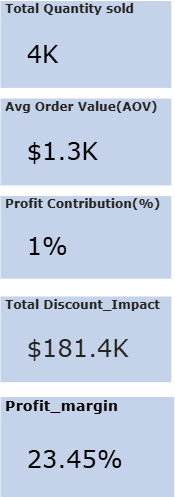 Total Quantity sold
4K
Avg Order Value(AOV)
$1.3K
Profit Contribution(%)
1%
Total Discount_Impact
$181.4K
Profit_margin
23.45%